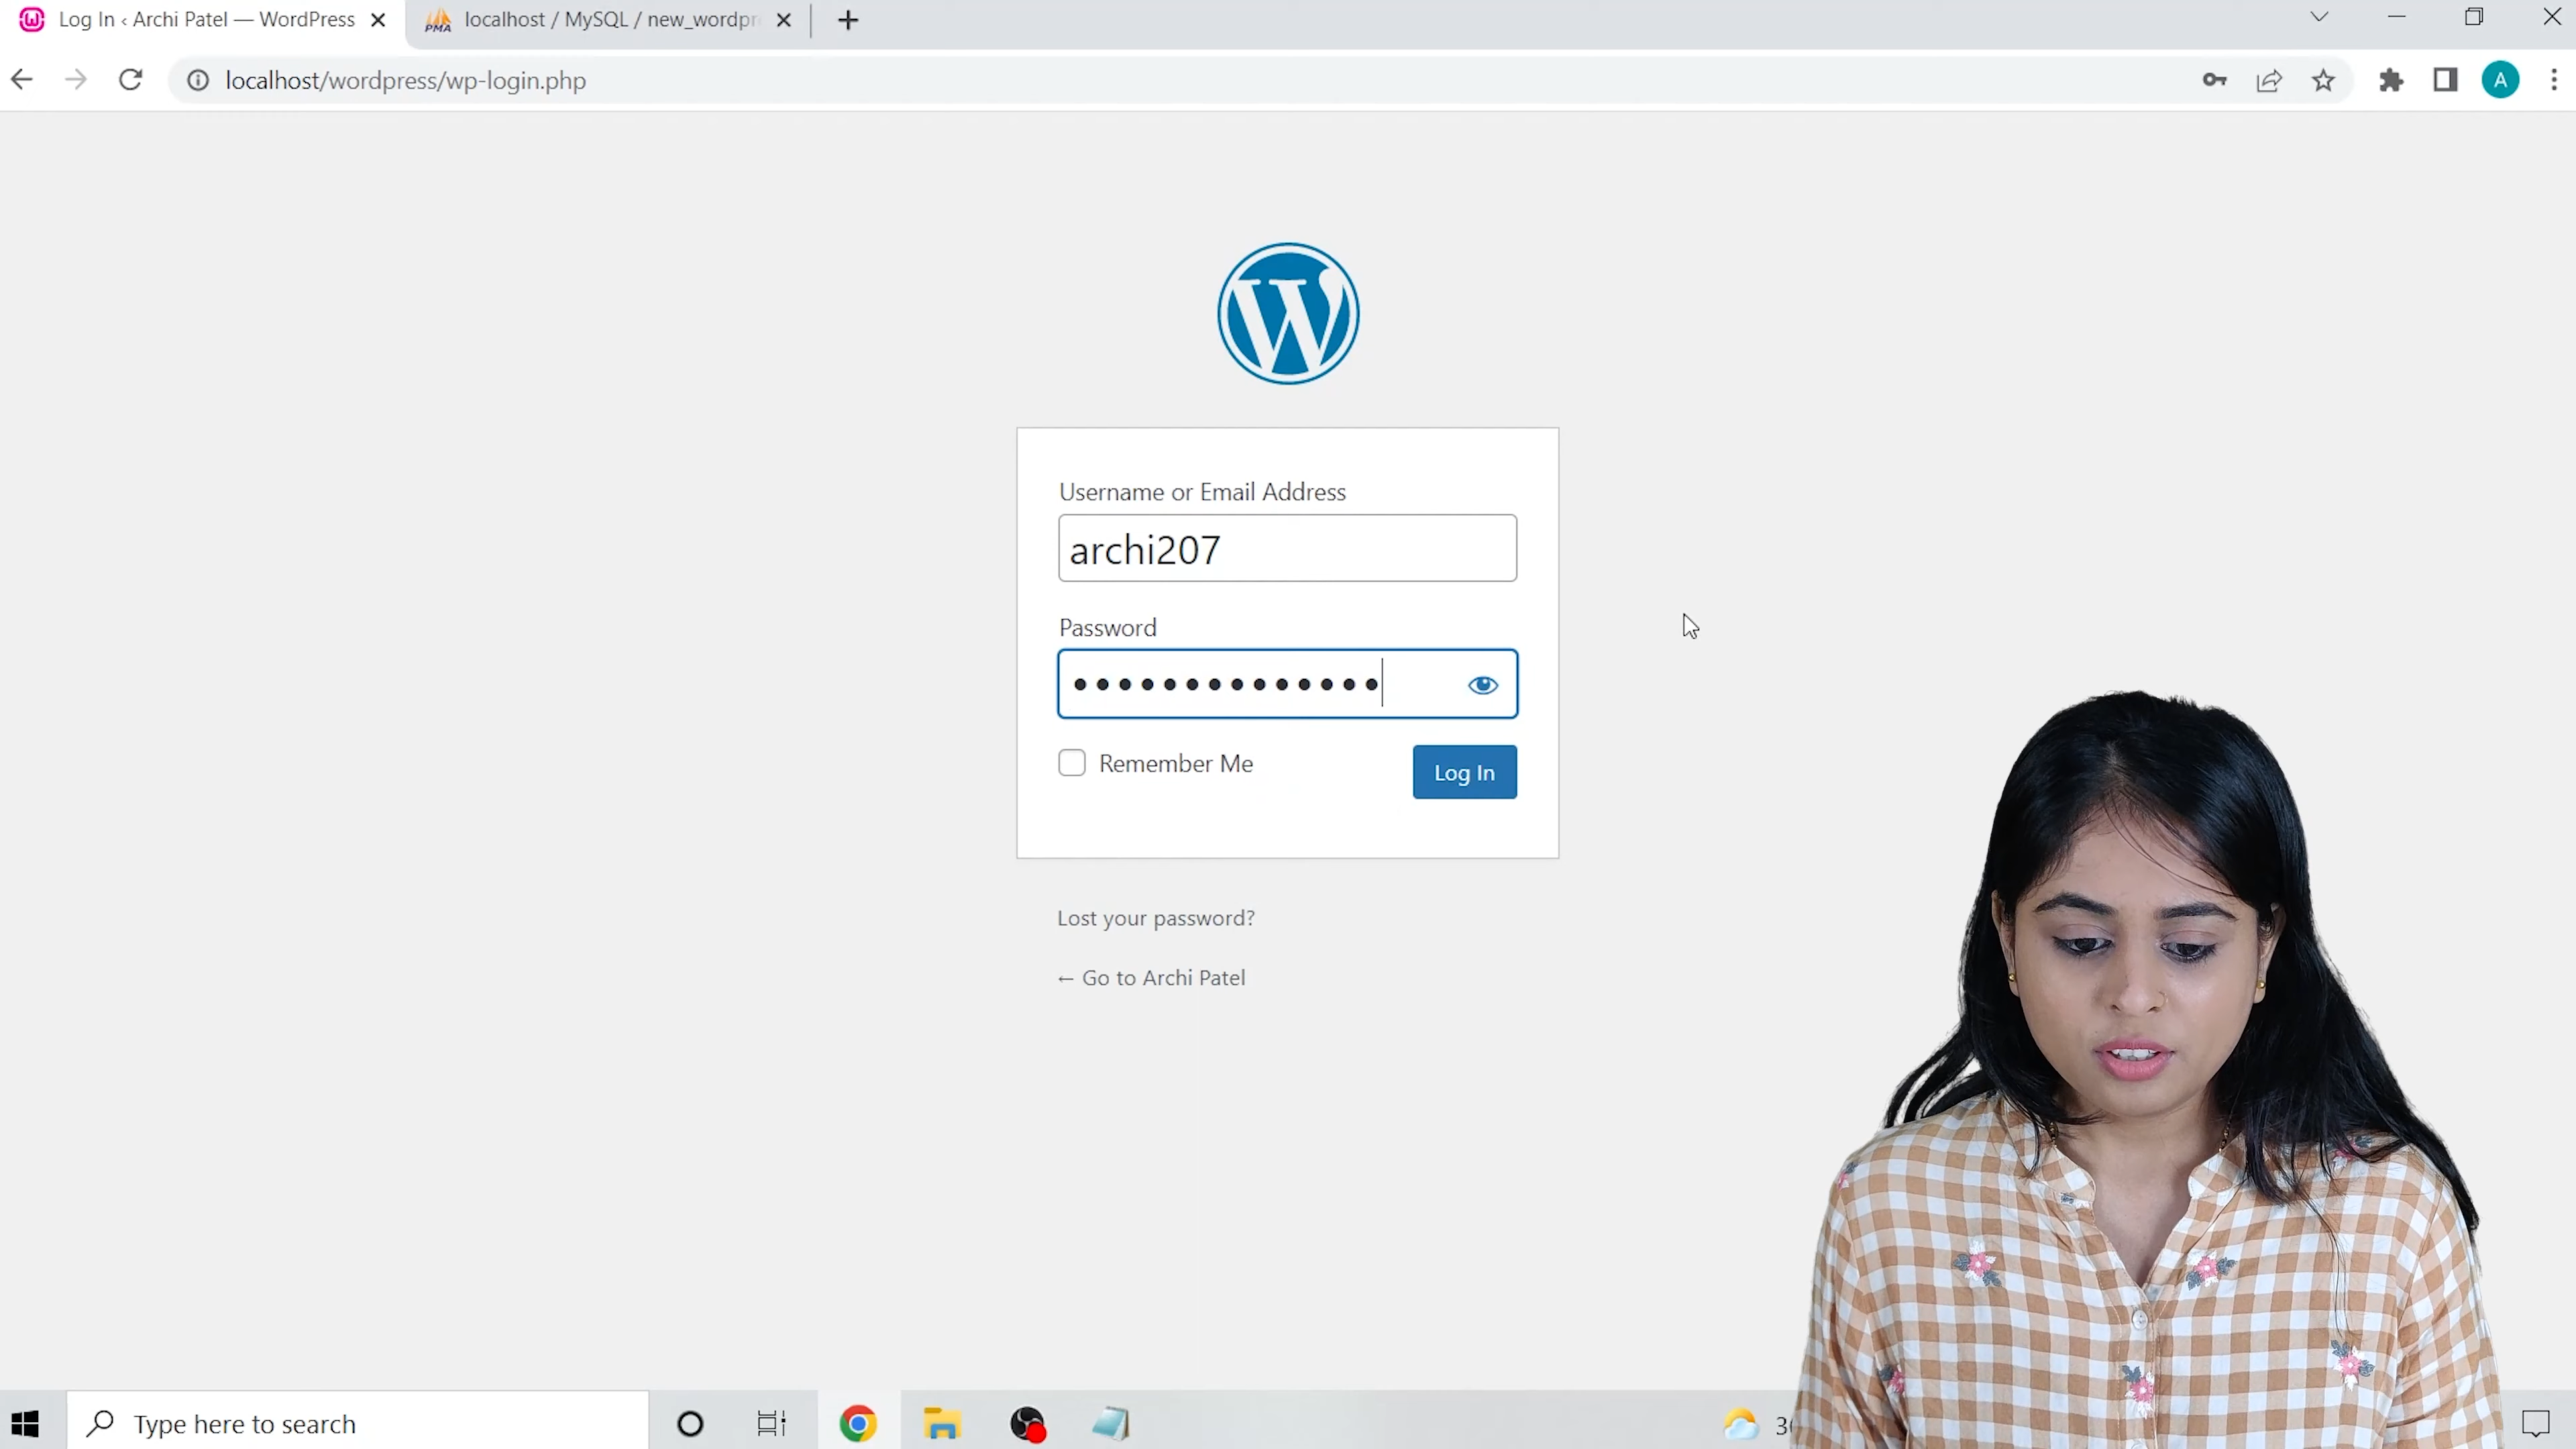 Log In ‹ Archi Patel — WordPress
PMA
localhost / MySQL / new_wordpr
localhost/wordpress/wp-login.php
A
W
Username or Email Address
archi207
Password
Remember Me
Log In
Lost your password?
← Go to Archi Patel
Type here to search